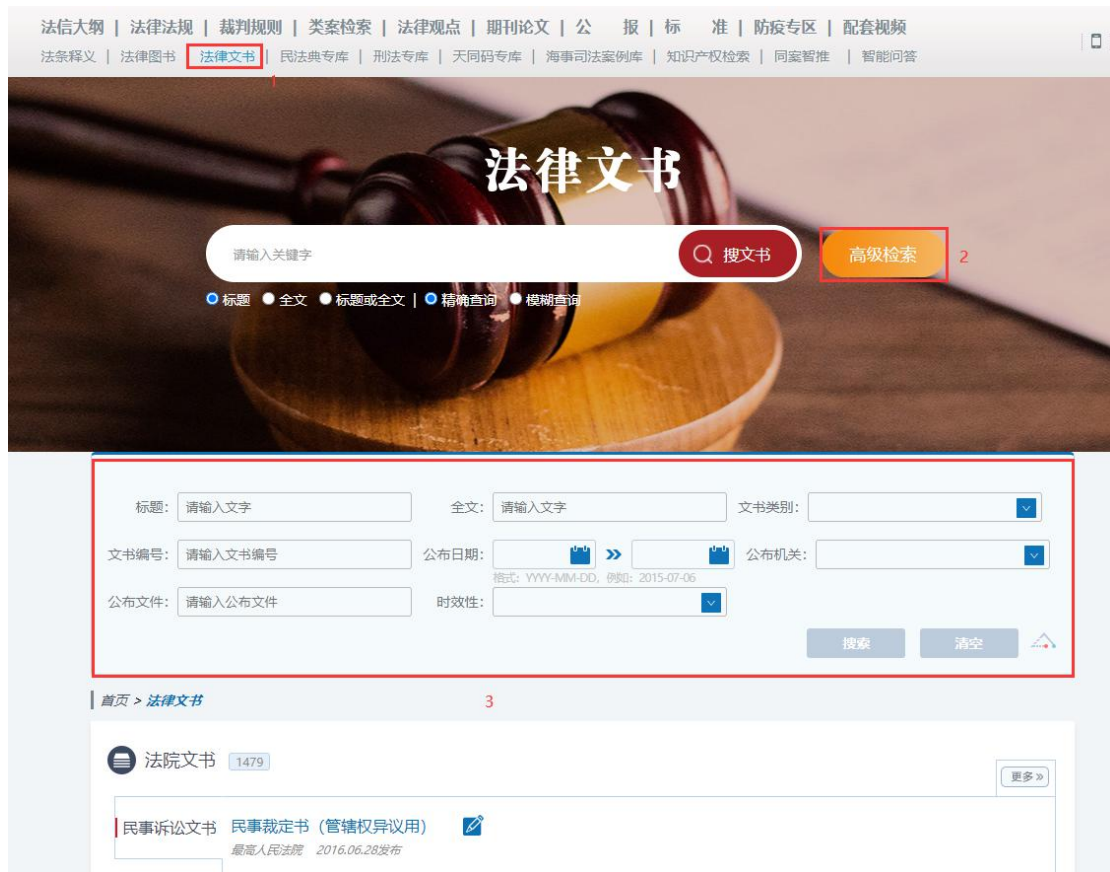 法信大纲 | 法律法规 | 裁判规则 | 类案检索 | 法律观点 | 期刊论文 | 公 报 | 标 准 | 防疫专区 | 配套视频
法条释义 | 法律图书 法律文书 | 民法典专库 | 刑法专库 | 天同码专库 | 海事司法案例库 | 知识产权检索 | 同案智推 | 智能问答
1
法律文书
请输入关键字 搜文书 高级检索 2
标题 全文 标题或全文 | 精确查询 模糊查询
标题: 请输入文字 全文: 请输入文字 文书类别:
文书编号: 请输入文书编号 公布日期: 公布机关:
格式: YYYY-MM-DD, 例如: 2015-07-06
公布文件: 请输入公布文件 时效性:
搜索 清空
首页 > 法律文书 3
法院文书 1479
更多»
民事诉讼文书 民事裁定书（管辖权异议用）
最高人民法院 2016.06.28发布